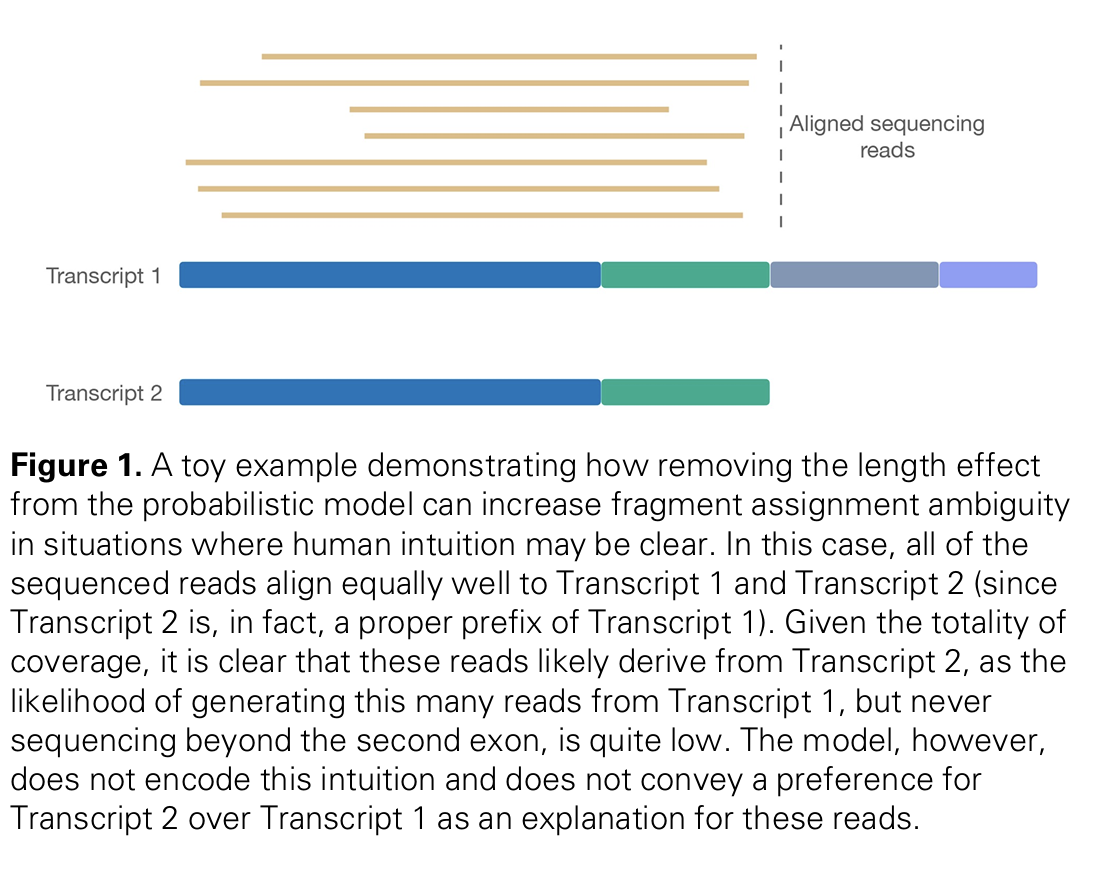 Aligned sequencing
reads
Transcript 1
Transcript 2
Figure 1. A toy example demonstrating how removing the length effect
from the probabilistic model can increase fragment assignment ambiguity
in situations where human intuition may be clear. In this case, all of the
sequenced reads align equally well to Transcript 1 and Transcript 2 (since
Transcript 2 is, in fact, a proper prefix of Transcript 1). Given the totality of
coverage, it is clear that these reads likely derive from Transcript 2, as the
likelihood of generating this many reads from Transcript 1, but never
sequencing beyond the second exon, is quite low. The model, however,
does not encode this intuition and does not convey a preference for
Transcript 2 over Transcript 1 as an explanation for these reads.